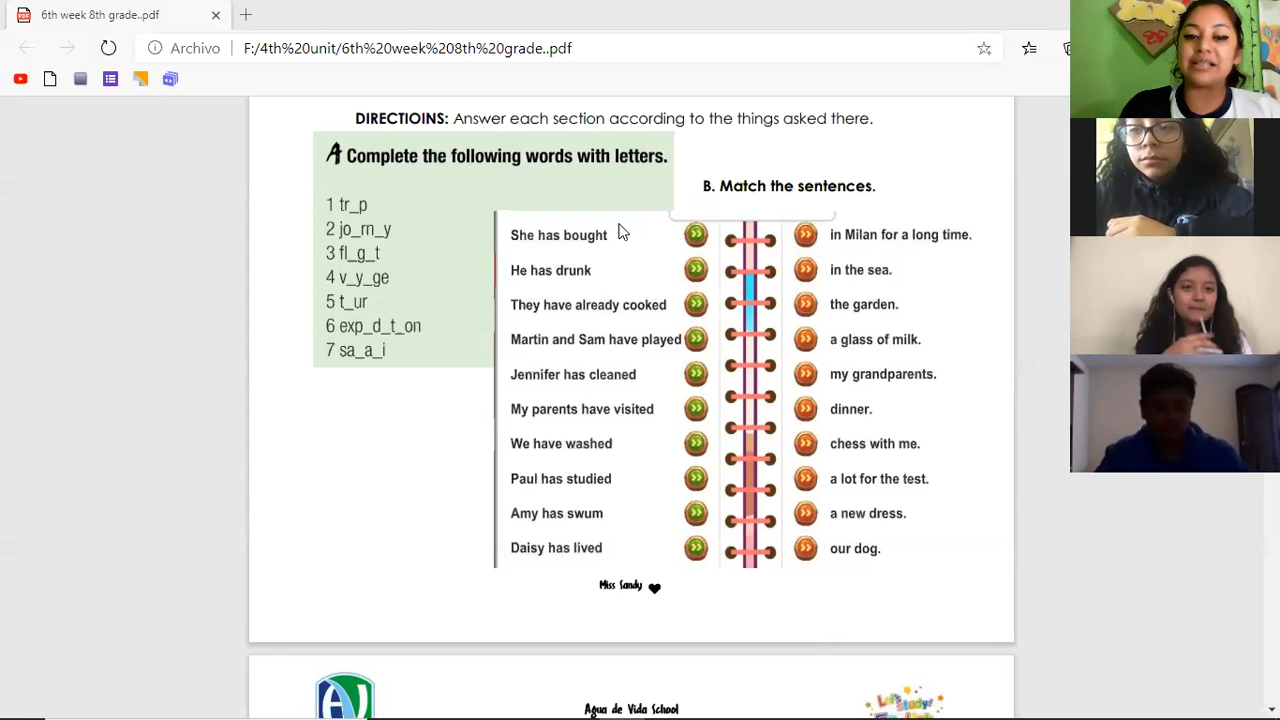 6th week 8th grade..pdf
Archivo
F:/4th%20unit/6th%20week%208th%20grade..pdf
DIRECTIOINS: Answer each section according to the things asked there.
A Complete the following words with letters.
B. Match the sentences.
1 tr_p
2 jo_rn_y
3 fl_g_t
4 v_y_ge
5 t_ur
6 exp_d_t_on
7 sa_a_i
She has bought
in Milan for a long time.
He has drunk
in the sea.
They have already cooked
the garden.
Martin and Sam have played
a glass of milk.
Jennifer has cleaned
my grandparents.
My parents have visited
dinner.
We have washed
chess with me.
Paul has studied
a lot for the test.
Amy has swum
a new dress.
Daisy has lived
our dog.
Miss Sandy
Agua de Vida School
Let's Study!